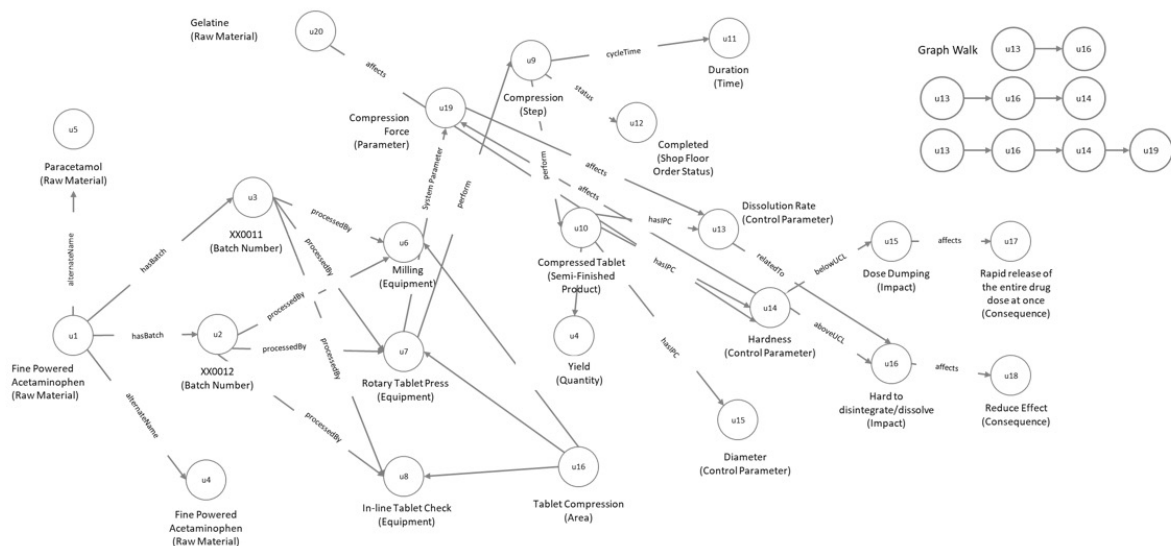 Gelatine
(Raw Material)
u20
affects
u9
cycleTime
u11
Duration
(Time)
Compression
(Step)
status
u12
Completed
(Shop Floor
Order Status)
Graph Walk
u13
u16
u13
u16
u14
u13
u16
u14
u19
u19
Compression
Force
(Parameter)
System Parameter
perform
perform
affects
affects
u5
Paracetamol
(Raw Material)
alternateName
hasBatch
u3
XX0011
(Batch Number)
processedBy
processedBy
processedBy
u6
Milling
(Equipment)
u10
Compressed Tablet
(Semi-Finished
Product)
hasIPC
hasIPC
hasIPC
Dissolution Rate
(Control Parameter)
u13
relatedTo
belowUCL
u15
Dose Dumping
(Impact)
affects
u17
Rapid release of
the entire drug
dose at once
(Consequence)
u14
Hardness
(Control Parameter)
aboveUCL
u16
Hard to
disintegrate/dissolve
(Impact)
affects
u18
Reduce Effect
(Consequence)
u1
Fine Powered
Acetaminophen
(Raw Material)
hasBatch
u2
XX0012
(Batch Number)
processedBy
processedBy
processedBy
u7
Rotary Tablet Press
(Equipment)
u4
Yield
(Quantity)
u15
Diameter
(Control Parameter)
alternateName
u4
Fine Powered
Acetaminophen
(Raw Material)
u8
In-line Tablet Check
(Equipment)
u16
Tablet Compression
(Area)